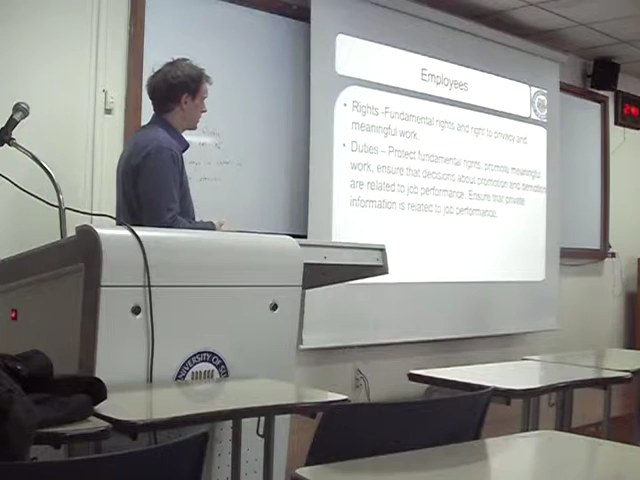 Employees
• Rights -Fundamental rights and right to privacy and
meaningful work
• Duties – Protect fundamental rights, promote meaningful
work, ensure that decisions about promotion and demotion
are related to job performance. Ensure that private
information is related to job performance.
UNIVERSITY OF